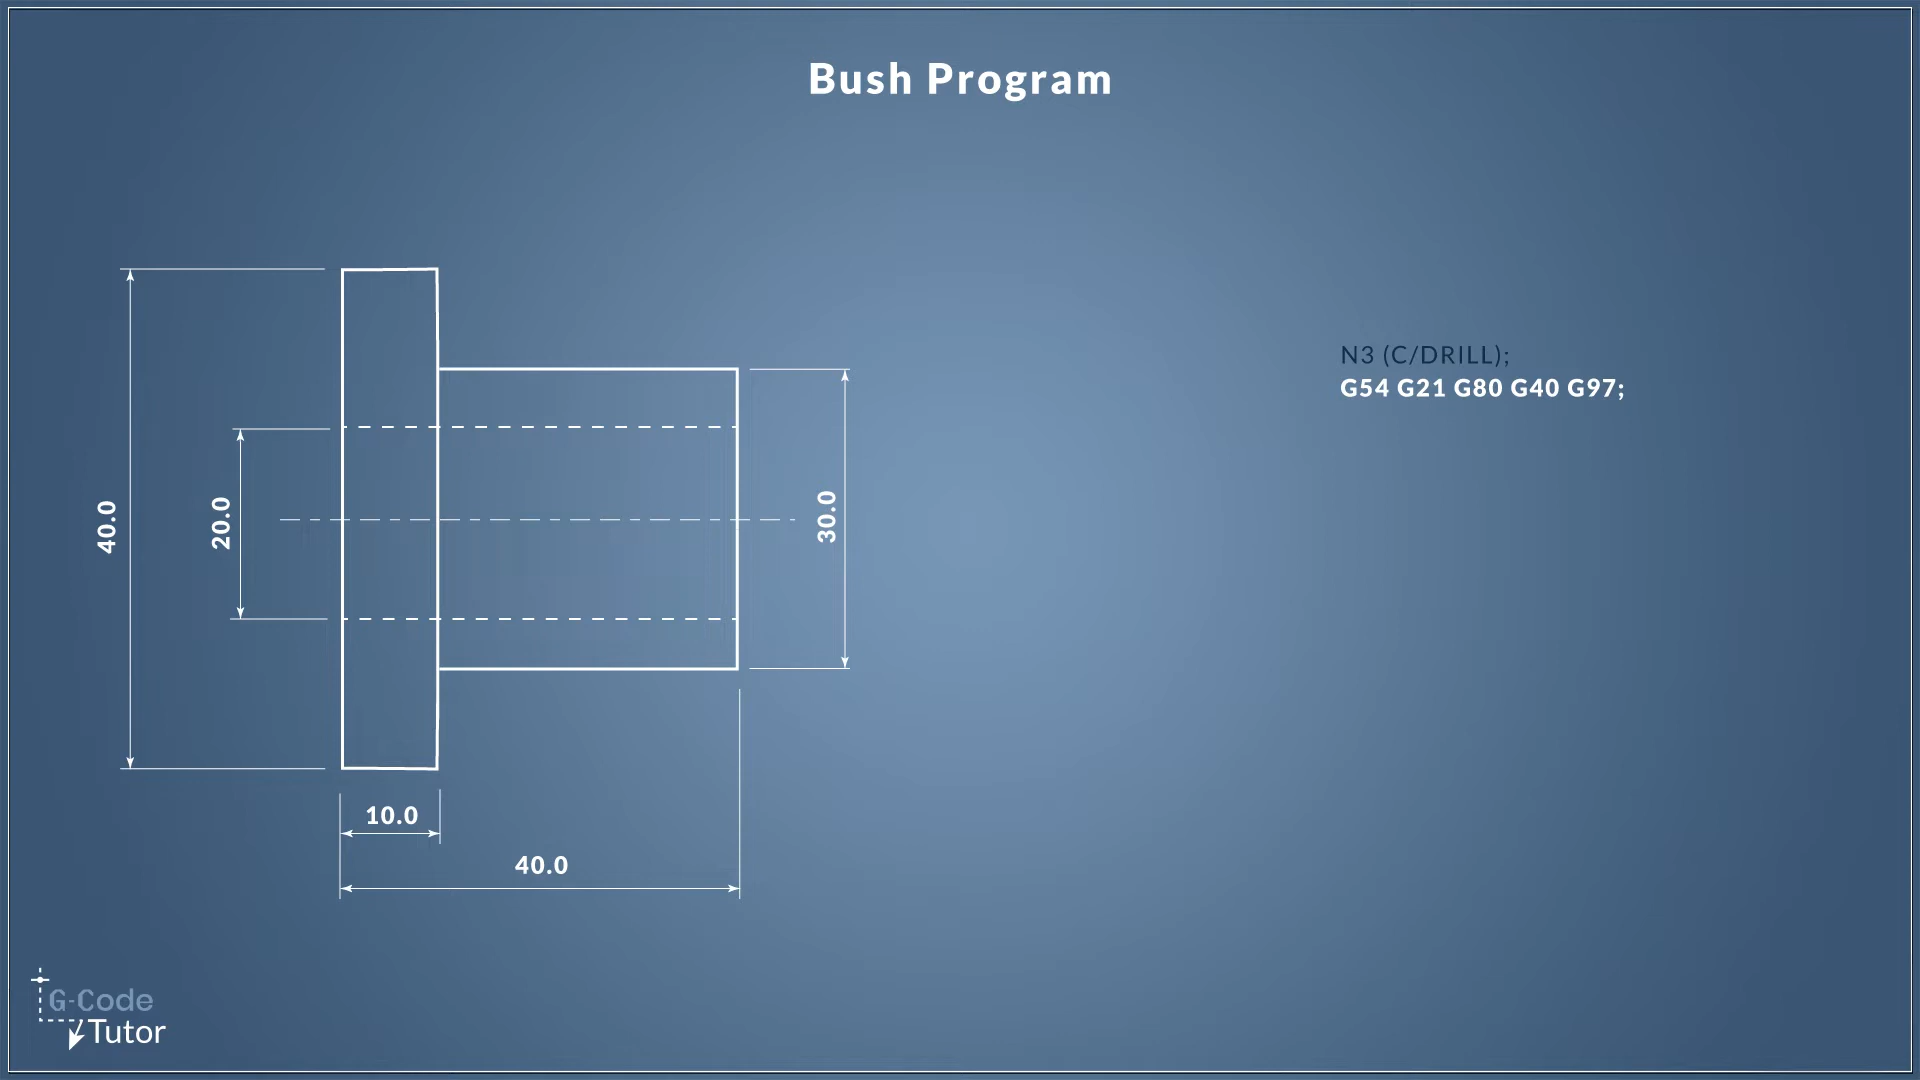 Bush Program
N3 (C/DRILL);
G54 G21 G80 G40 G97;
40.0
20.0
30.0
10.0
40.0
G-Code
Tutor